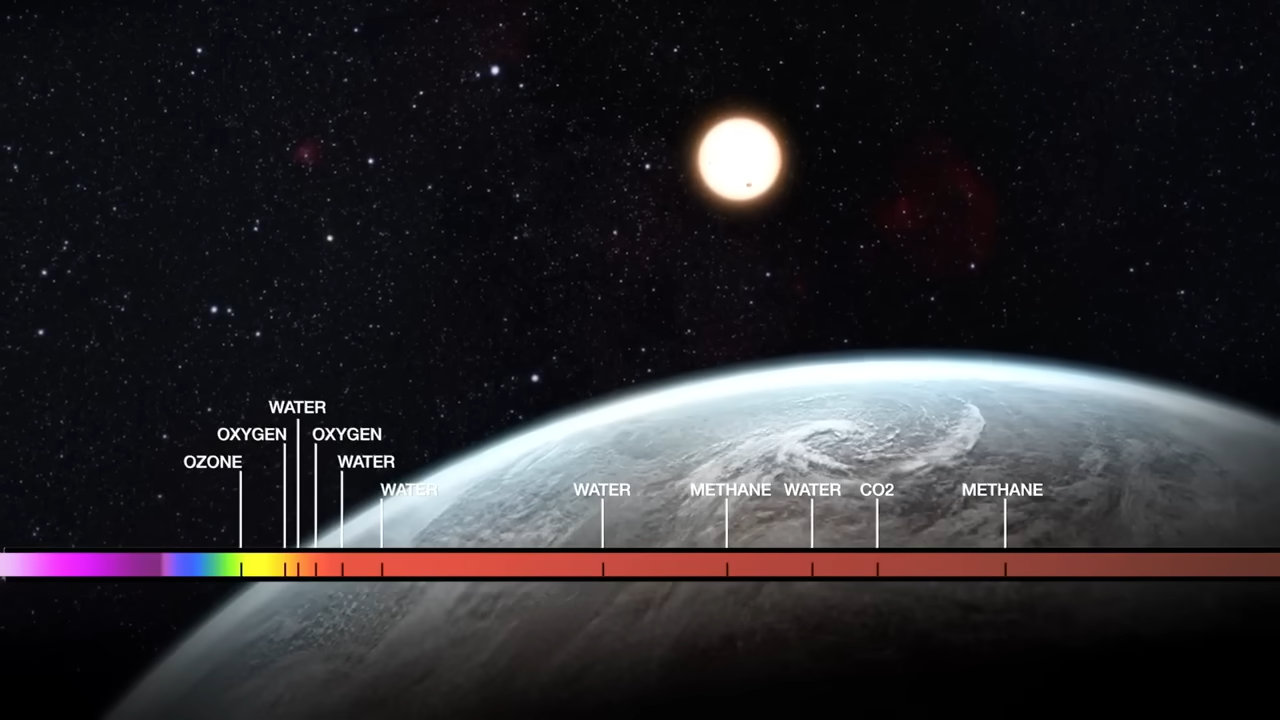 WATER
OXYGEN OXYGEN
OZONE WATER
WATER WATER METHANE WATER CO2 METHANE